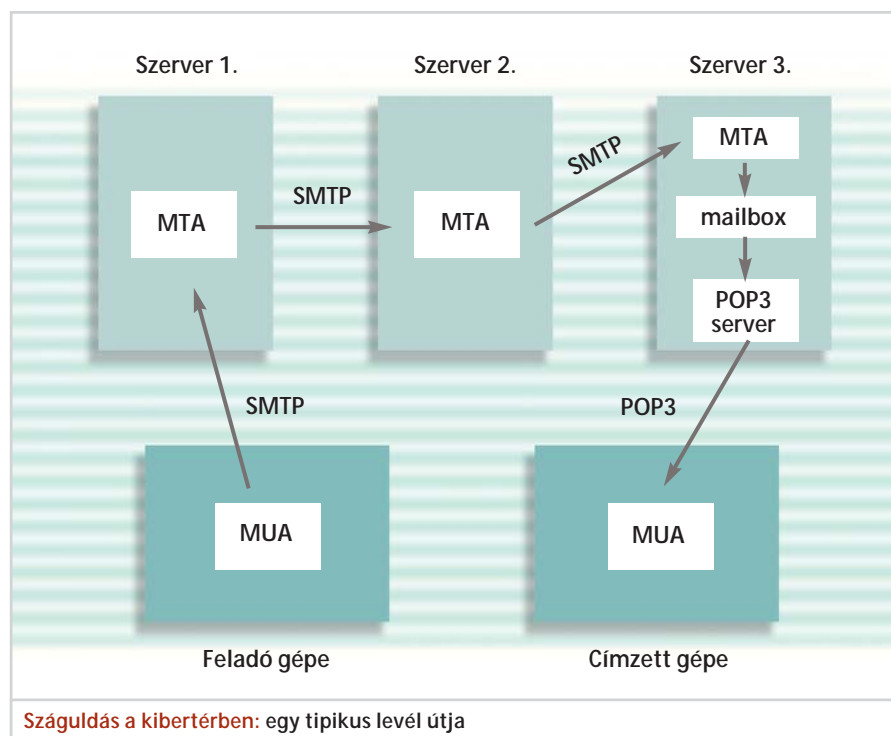 Szerver 1.
Szerver 2.
Szerver 3.
MTA
SMTP
MTA
SMTP
MTA
mailbox
POP3
server
SMTP
POP3
MUA
MUA
Feladó gépe
Címzett gépe
Száguldás a kibertérben: egy tipikus levél útja